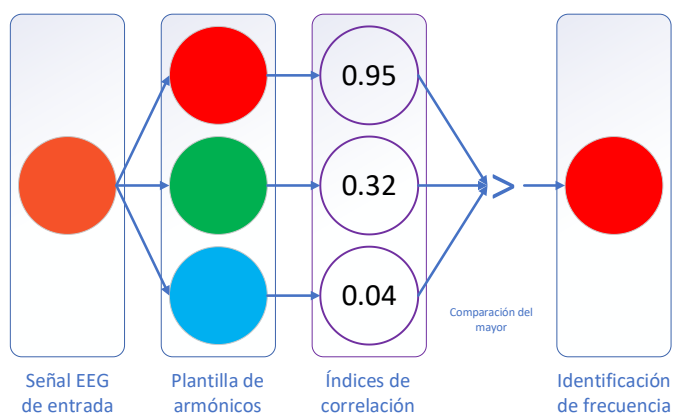 0.95
0.32
0.04
>
Comparación del
mayor
Señal EEG
de entrada
Plantilla de
armónicos
Índices de
correlación
Identificación
de frecuencia